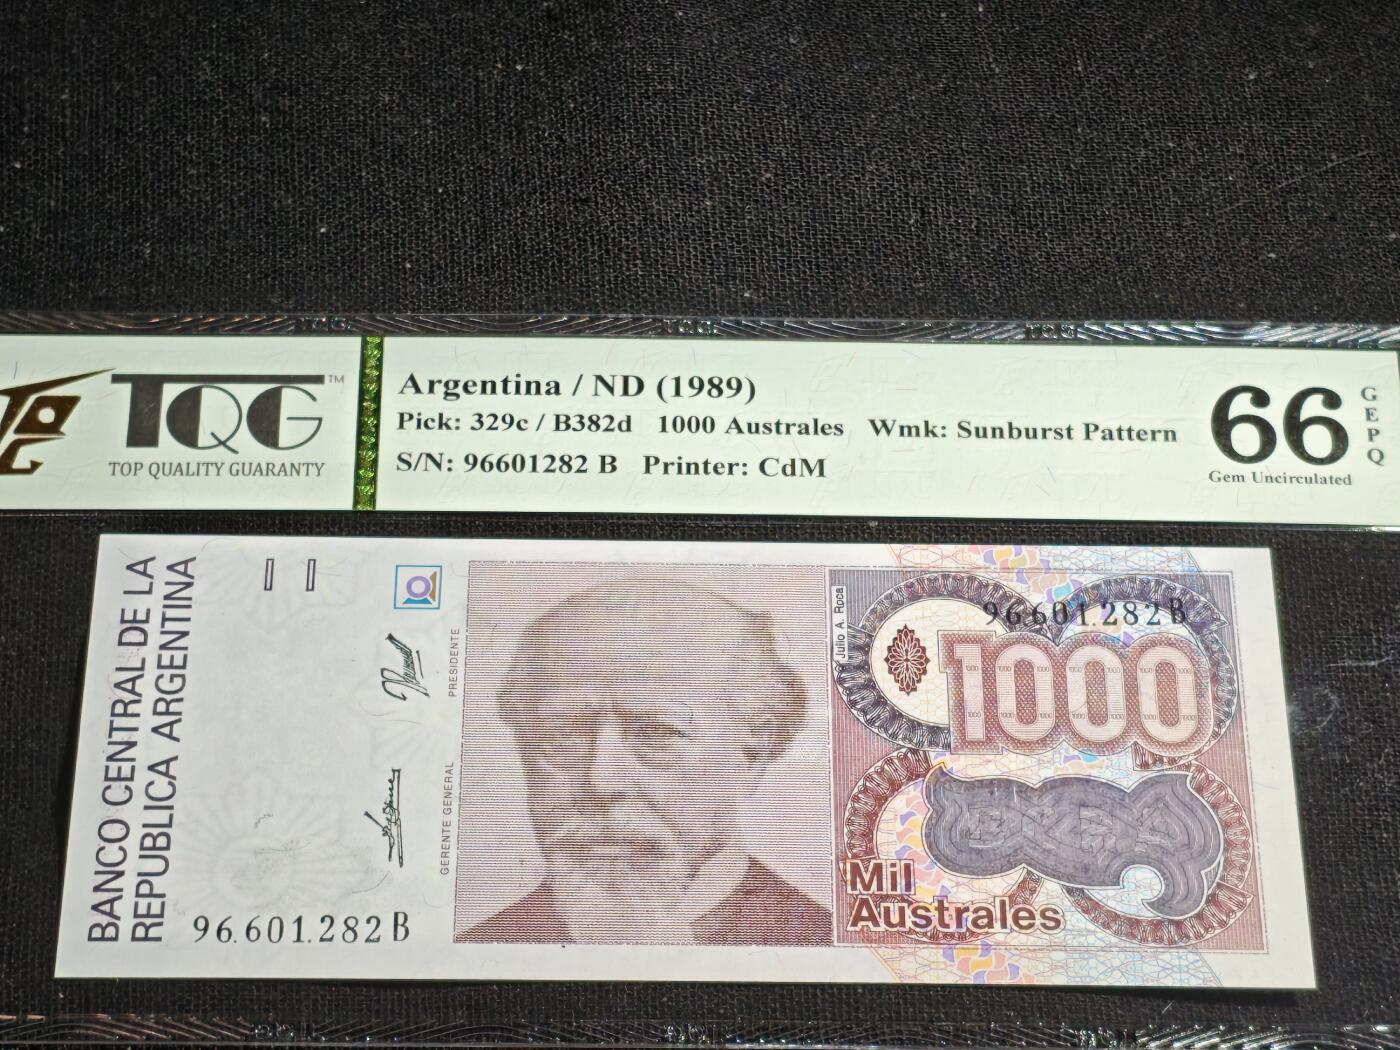 TQG™
TOP QUALITY GUARANTY
Argentina / ND (1989)
Pick: 329c / B382d 1000 Australes Wmk: Sunburst Pattern
S/N: 96601282 B Printer: CdM
66
GEPQ
Gem Uncirculated
BANCO CENTRAL DE LA
REPUBLICA ARGENTINA
96.601.282B
PRESIDENTE
GERENTE GENERAL
Julio A. Roca
96.601.282B
1000
Mil
Australes